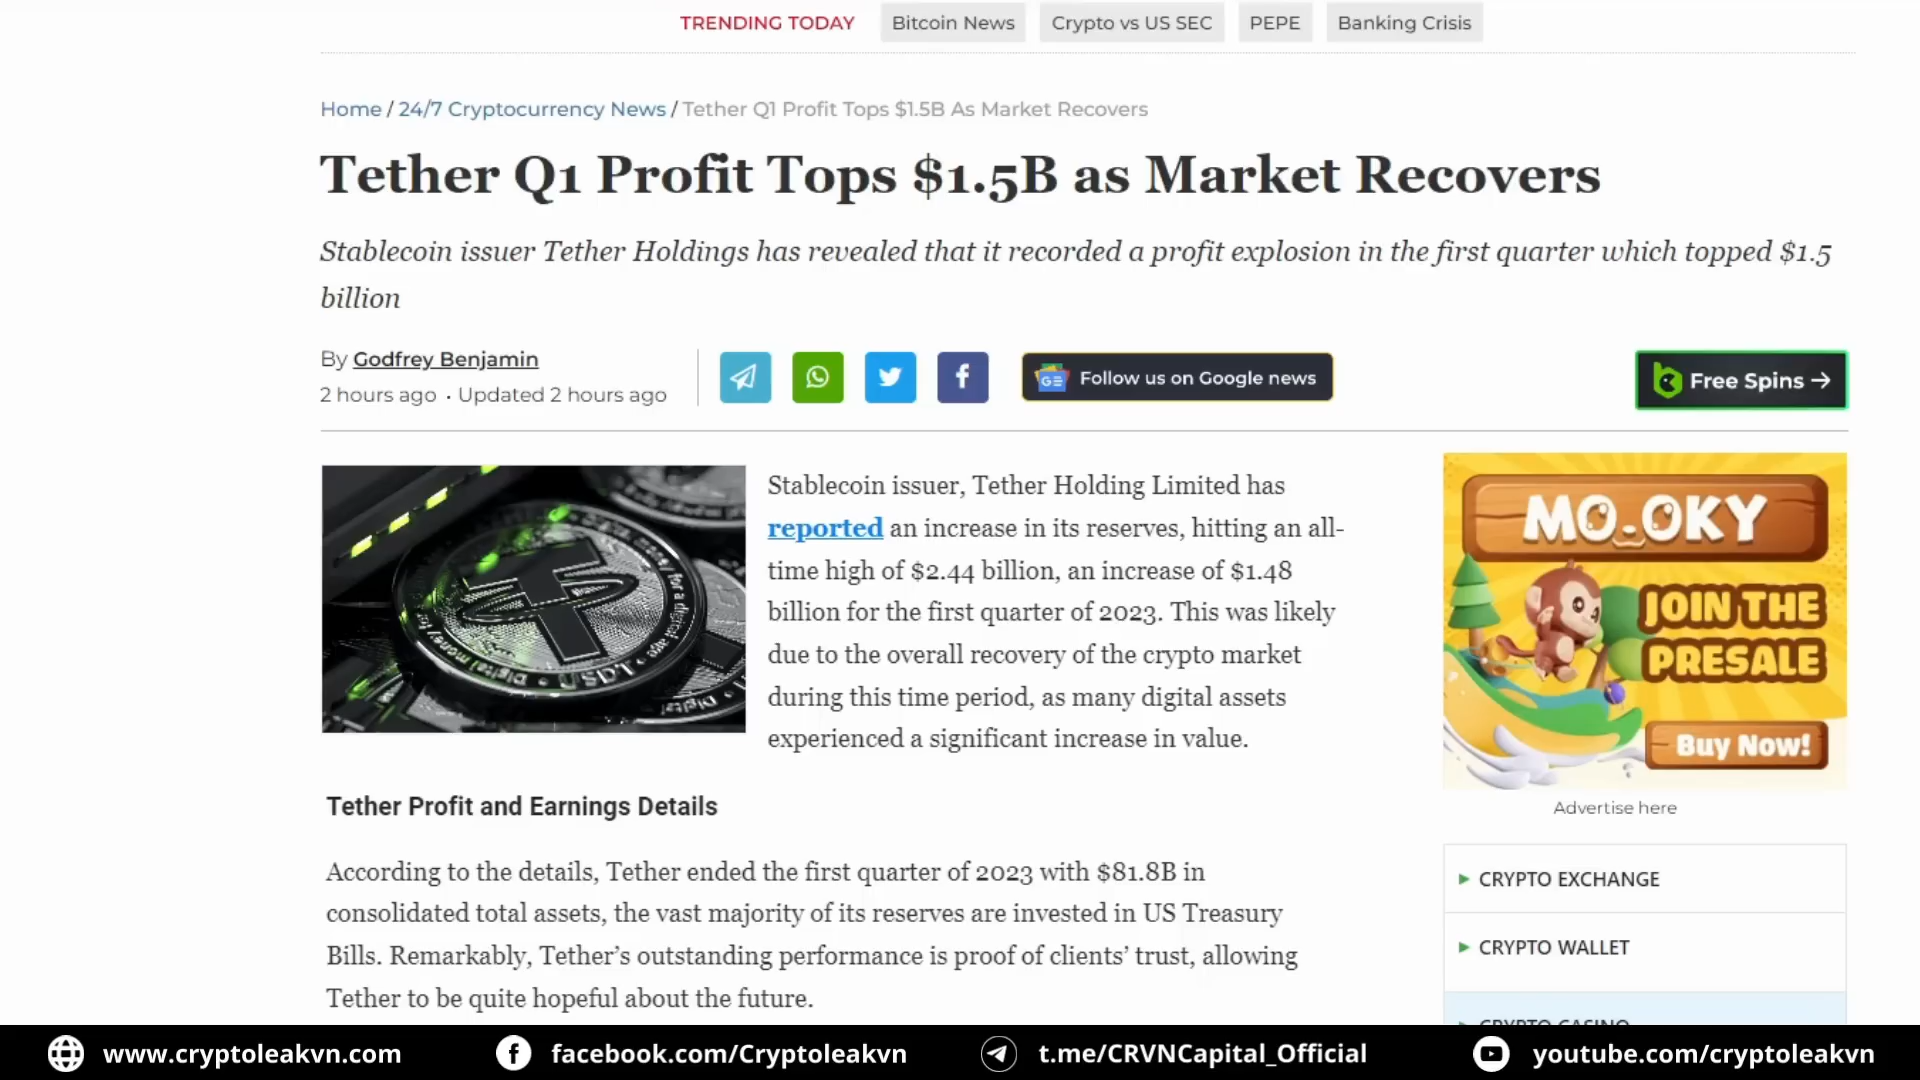 TRENDING TODAY Bitcoin News Crypto vs US SEC PEPE Banking Crisis
Home / 24/7 Cryptocurrency News / Tether Q1 Profit Tops $1.5B As Market Recovers
Tether Q1 Profit Tops $1.5B as Market Recovers
Stablecoin issuer Tether Holdings has revealed that it recorded a profit explosion in the first quarter which topped $1.5
billion
By Godfrey Benjamin
2 hours ago · Updated 2 hours ago
GE Follow us on Google news
Free Spins →
Stablecoin issuer, Tether Holding Limited has
reported an increase in its reserves, hitting an all-
time high of $2.44 billion, an increase of $1.48
billion for the first quarter of 2023. This was likely
due to the overall recovery of the crypto market
during this time period, as many digital assets
experienced a significant increase in value.
Tether Profit and Earnings Details
According to the details, Tether ended the first quarter of 2023 with $81.8B in
consolidated total assets, the vast majority of its reserves are invested in US Treasury
Bills. Remarkably, Tether's outstanding performance is proof of clients' trust, allowing
Tether to be quite hopeful about the future.
MO_OKY
JOIN THE
PRESALE
Buy Now!
Advertise here
CRYPTO EXCHANGE
CRYPTO WALLET
CRYPTO CASINO
www.cryptoleakvn.com facebook.com/Cryptoleakvn t.me/CRVNCapital_Official youtube.com/cryptoleakvn